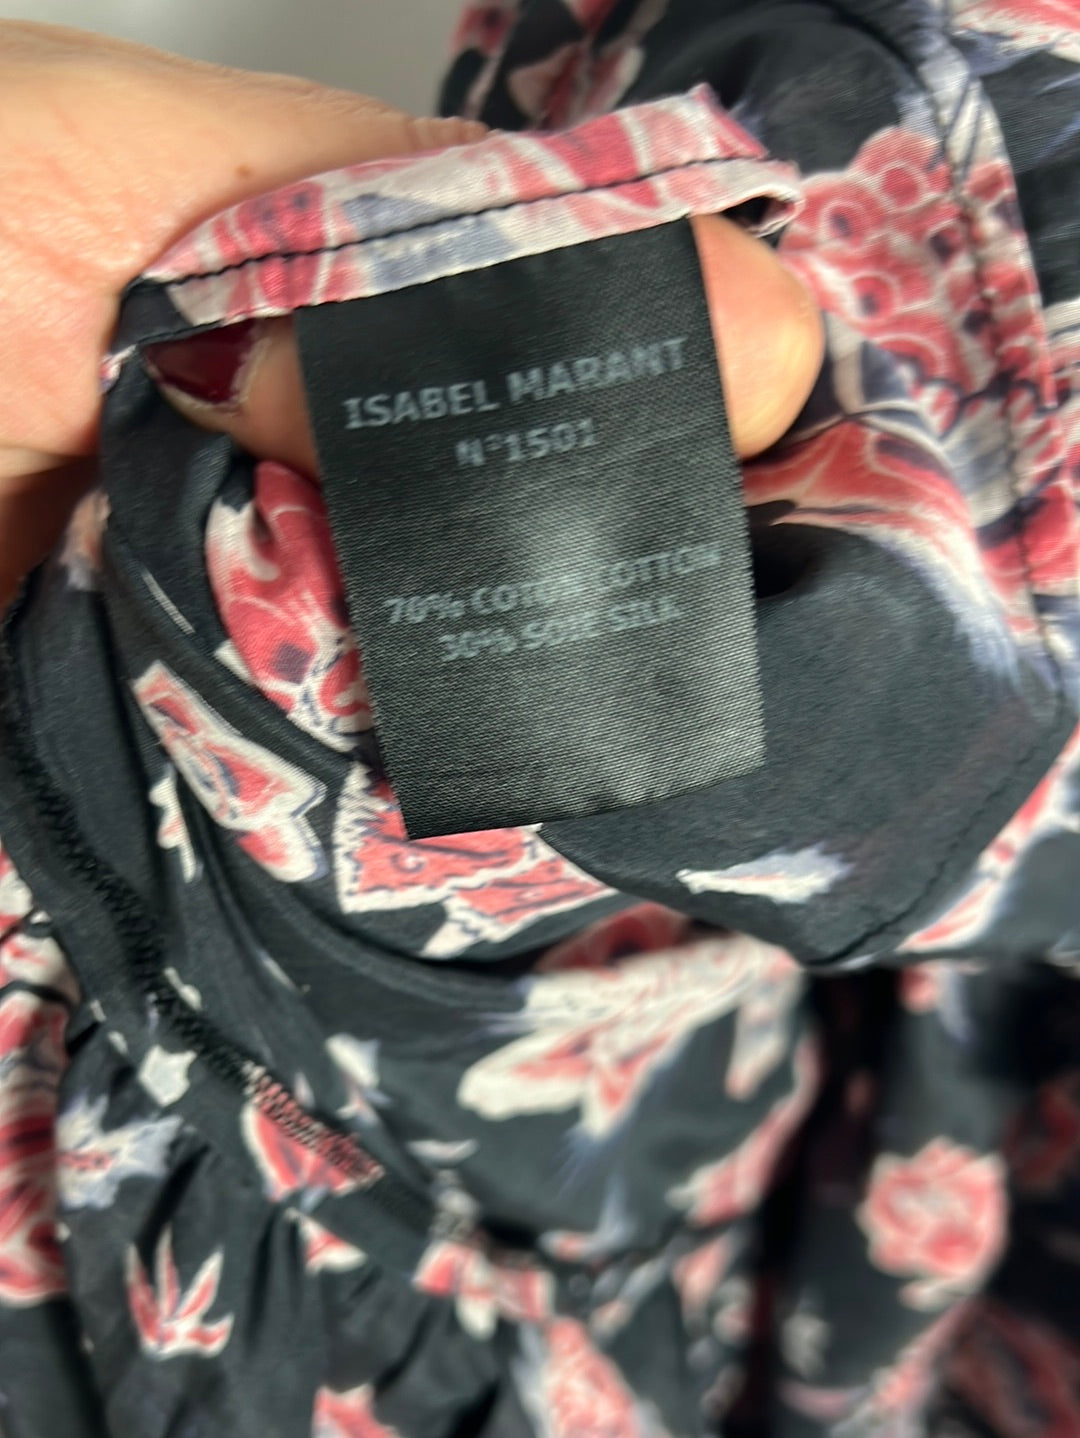 ISABEL MARANT
N°1501
70% COTON COTTON
30% SOIE SILK